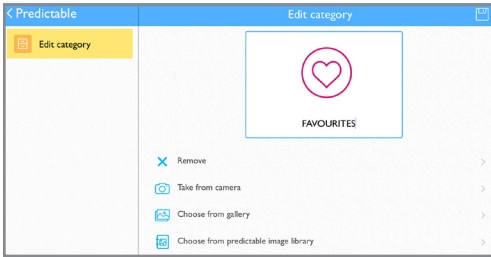 Predictable
Edit category
Edit category
FAVOURITES
Remove
Take from camera
Choose from gallery
Choose from predictable image library